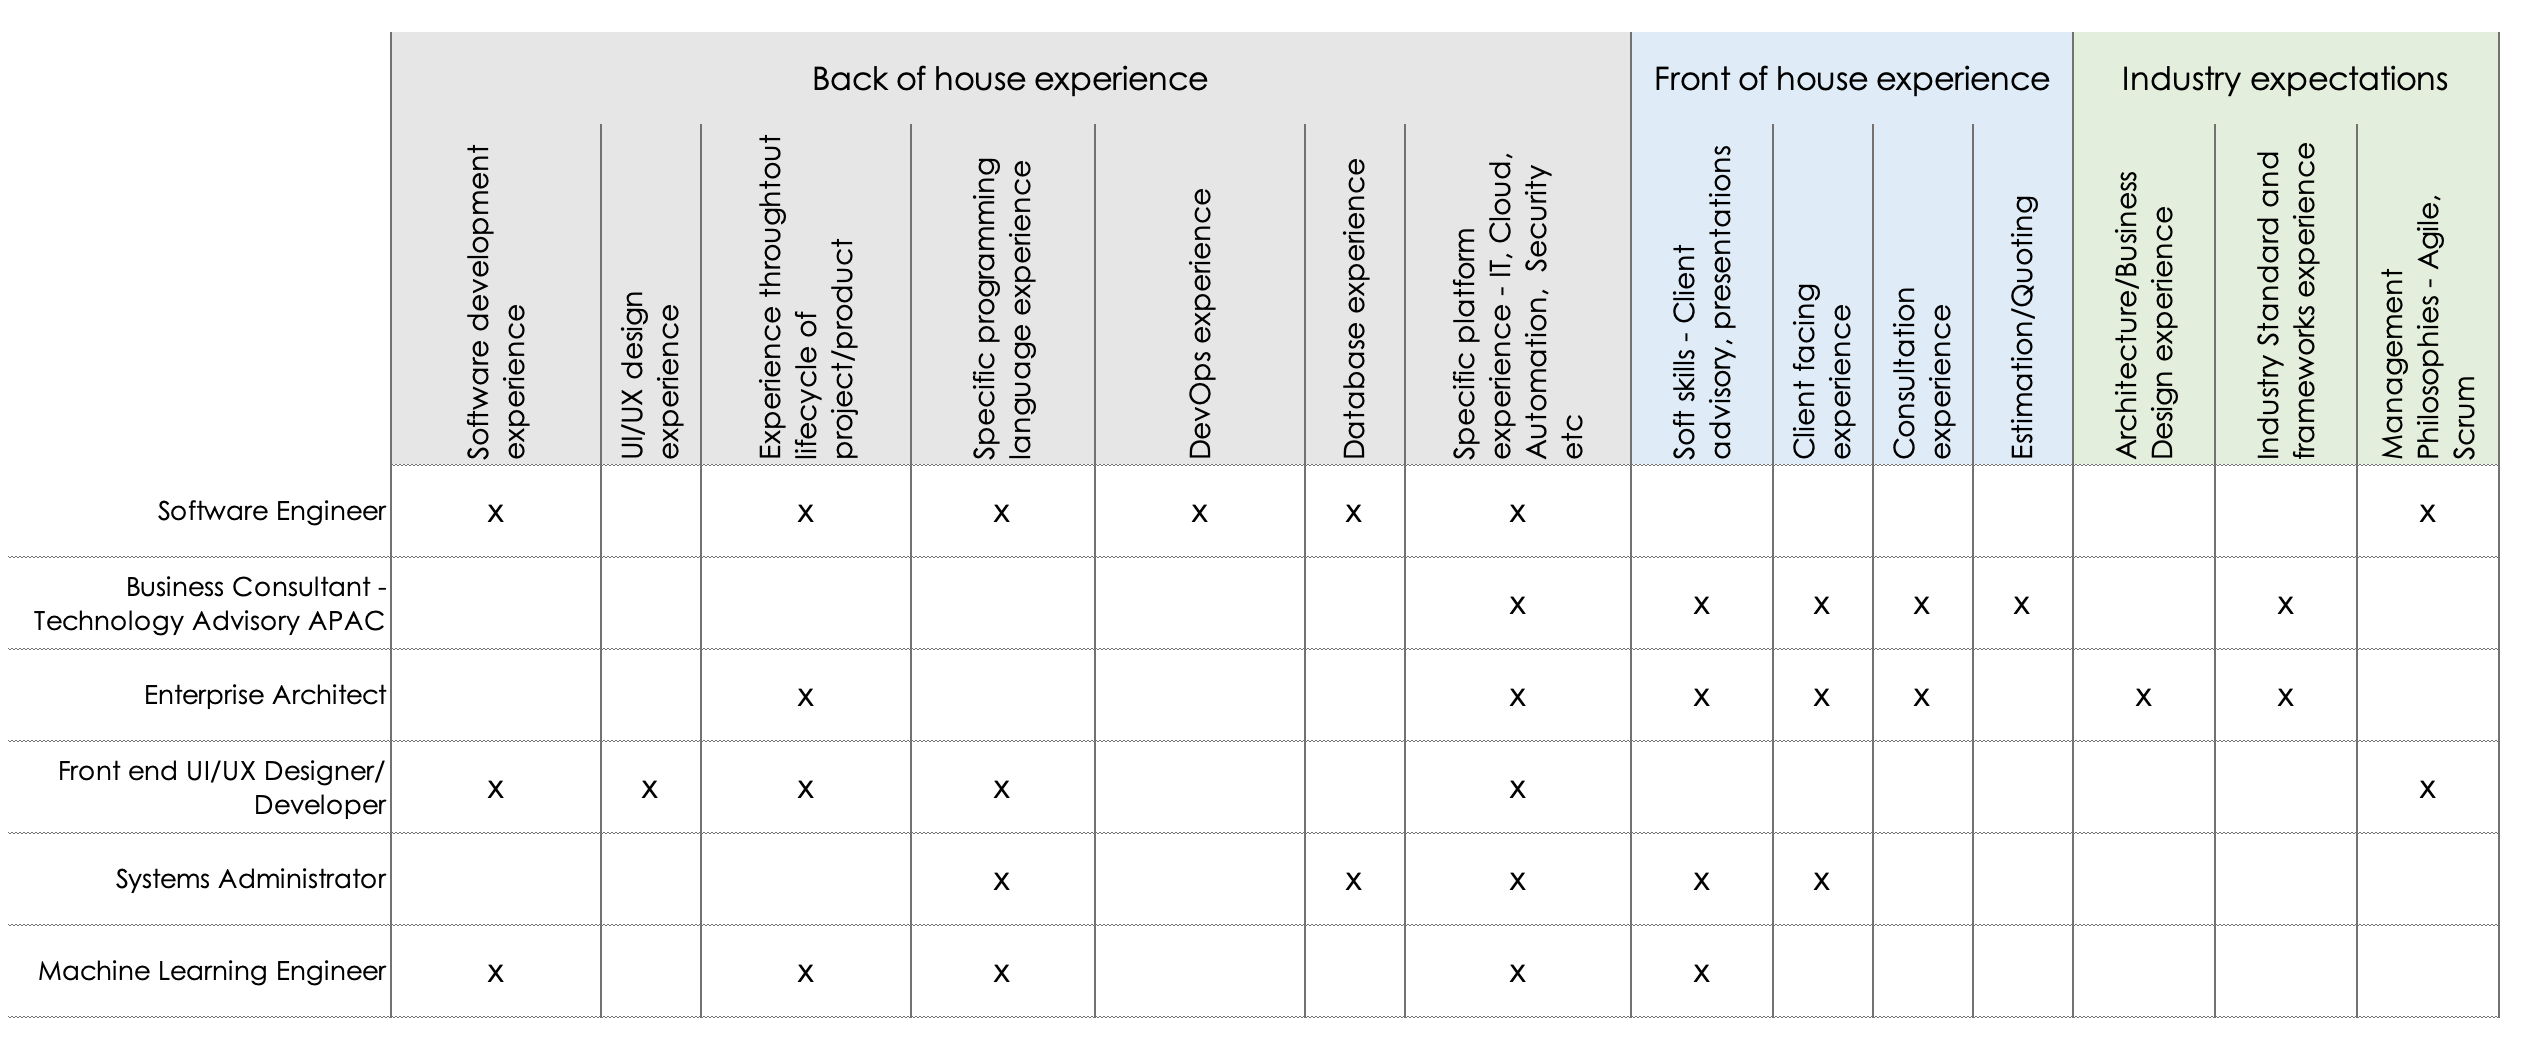 Back of house experience
Front of house experience
Industry expectations
Software development
experience
UI/UX design
experience
Experience throughtout
lifecycle of
project/product
Specific programming
language experience
DevOps experience
Database experience
Specific platform
experience - IT, Cloud,
Automation, Security
etc
Soft skills - Client
advisory, presentations
Client facing
experience
Consultation
experience
Estimation/Quoting
Architecture/Business
Design experience
Industry Standard and
frameworks experience
Management
Philosophies - Agile,
Scrum
Software Engineer
x x x x x x x
Business Consultant -
Technology Advisory APAC
x x x x x x
Enterprise Architect
x x x x x x x
Front end UI/UX Designer/
Developer
x x x x x x
Systems Administrator
x x x x x
Machine Learning Engineer
x x x x x